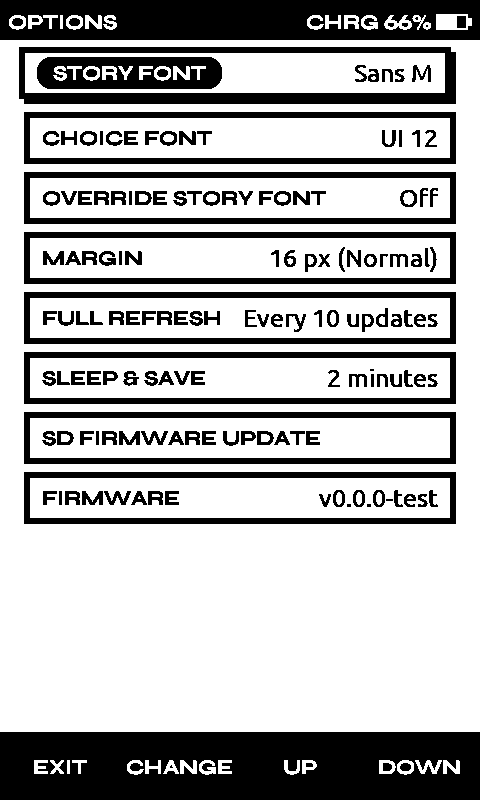 OPTIONS CHRG 66%
STORY FONT Sans M
CHOICE FONT UI 12
OVERRIDE STORY FONT Off
MARGIN 16 px (Normal)
FULL REFRESH Every 10 updates
SLEEP & SAVE 2 minutes
SD FIRMWARE UPDATE
FIRMWARE v0.0.0-test
EXIT CHANGE UP DOWN